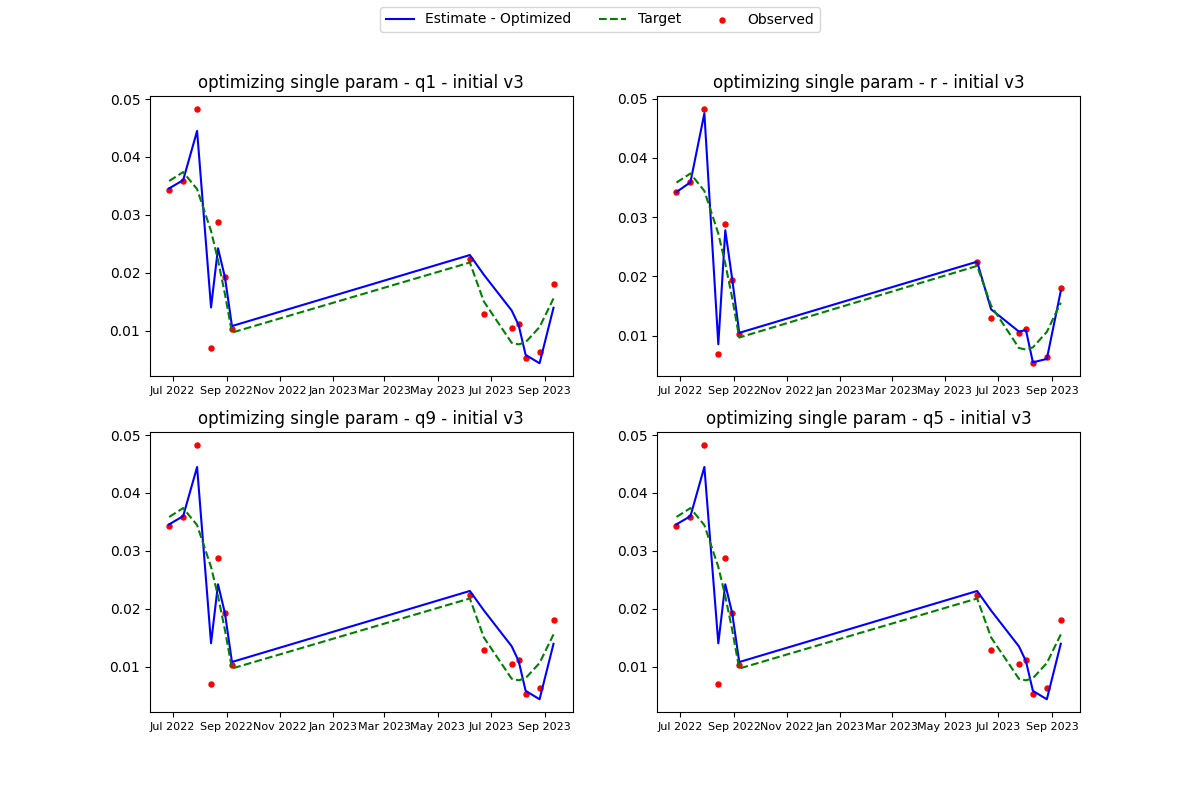 Estimate - Optimized Target Observed
optimizing single param - q1 - initial v3
0.05
0.04
0.03
0.02
0.01
Jul 2022 Sep 2022 Nov 2022 Jan 2023 Mar 2023 May 2023 Jul 2023 Sep 2023
optimizing single param - r - initial v3
0.05
0.04
0.03
0.02
0.01
Jul 2022 Sep 2022 Nov 2022 Jan 2023 Mar 2023 May 2023 Jul 2023 Sep 2023
optimizing single param - q9 - initial v3
0.05
0.04
0.03
0.02
0.01
Jul 2022 Sep 2022 Nov 2022 Jan 2023 Mar 2023 May 2023 Jul 2023 Sep 2023
optimizing single param - q5 - initial v3
0.05
0.04
0.03
0.02
0.01
Jul 2022 Sep 2022 Nov 2022 Jan 2023 Mar 2023 May 2023 Jul 2023 Sep 2023